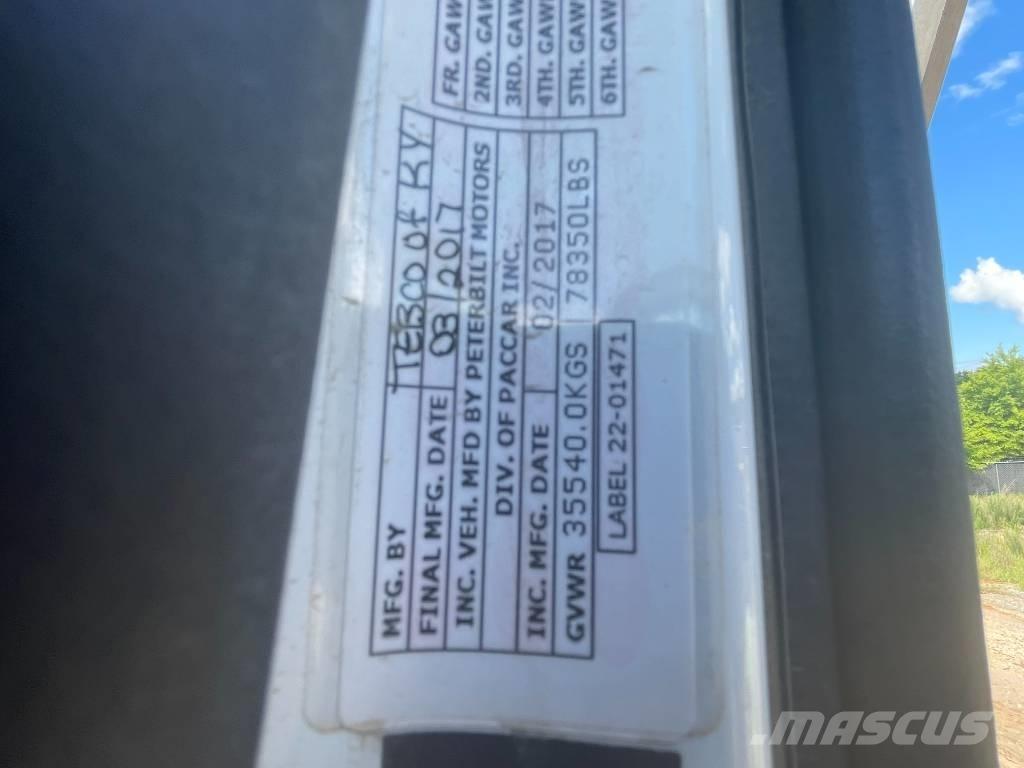 MFG. BY TEBCO of KY
FINAL MFG. DATE 03/2017
INC. VEH. MFD BY PETERBILT MOTORS
DIV. OF PACCAR INC.
INC. MFG. DATE 02/2017
GVWR 35540.0KGS 78350LBS
LABEL 22-01471
FR. GAW
2ND. GAW
3RD. GAW
4TH. GAW
5TH. GAW
6TH. GAW
MASCUS